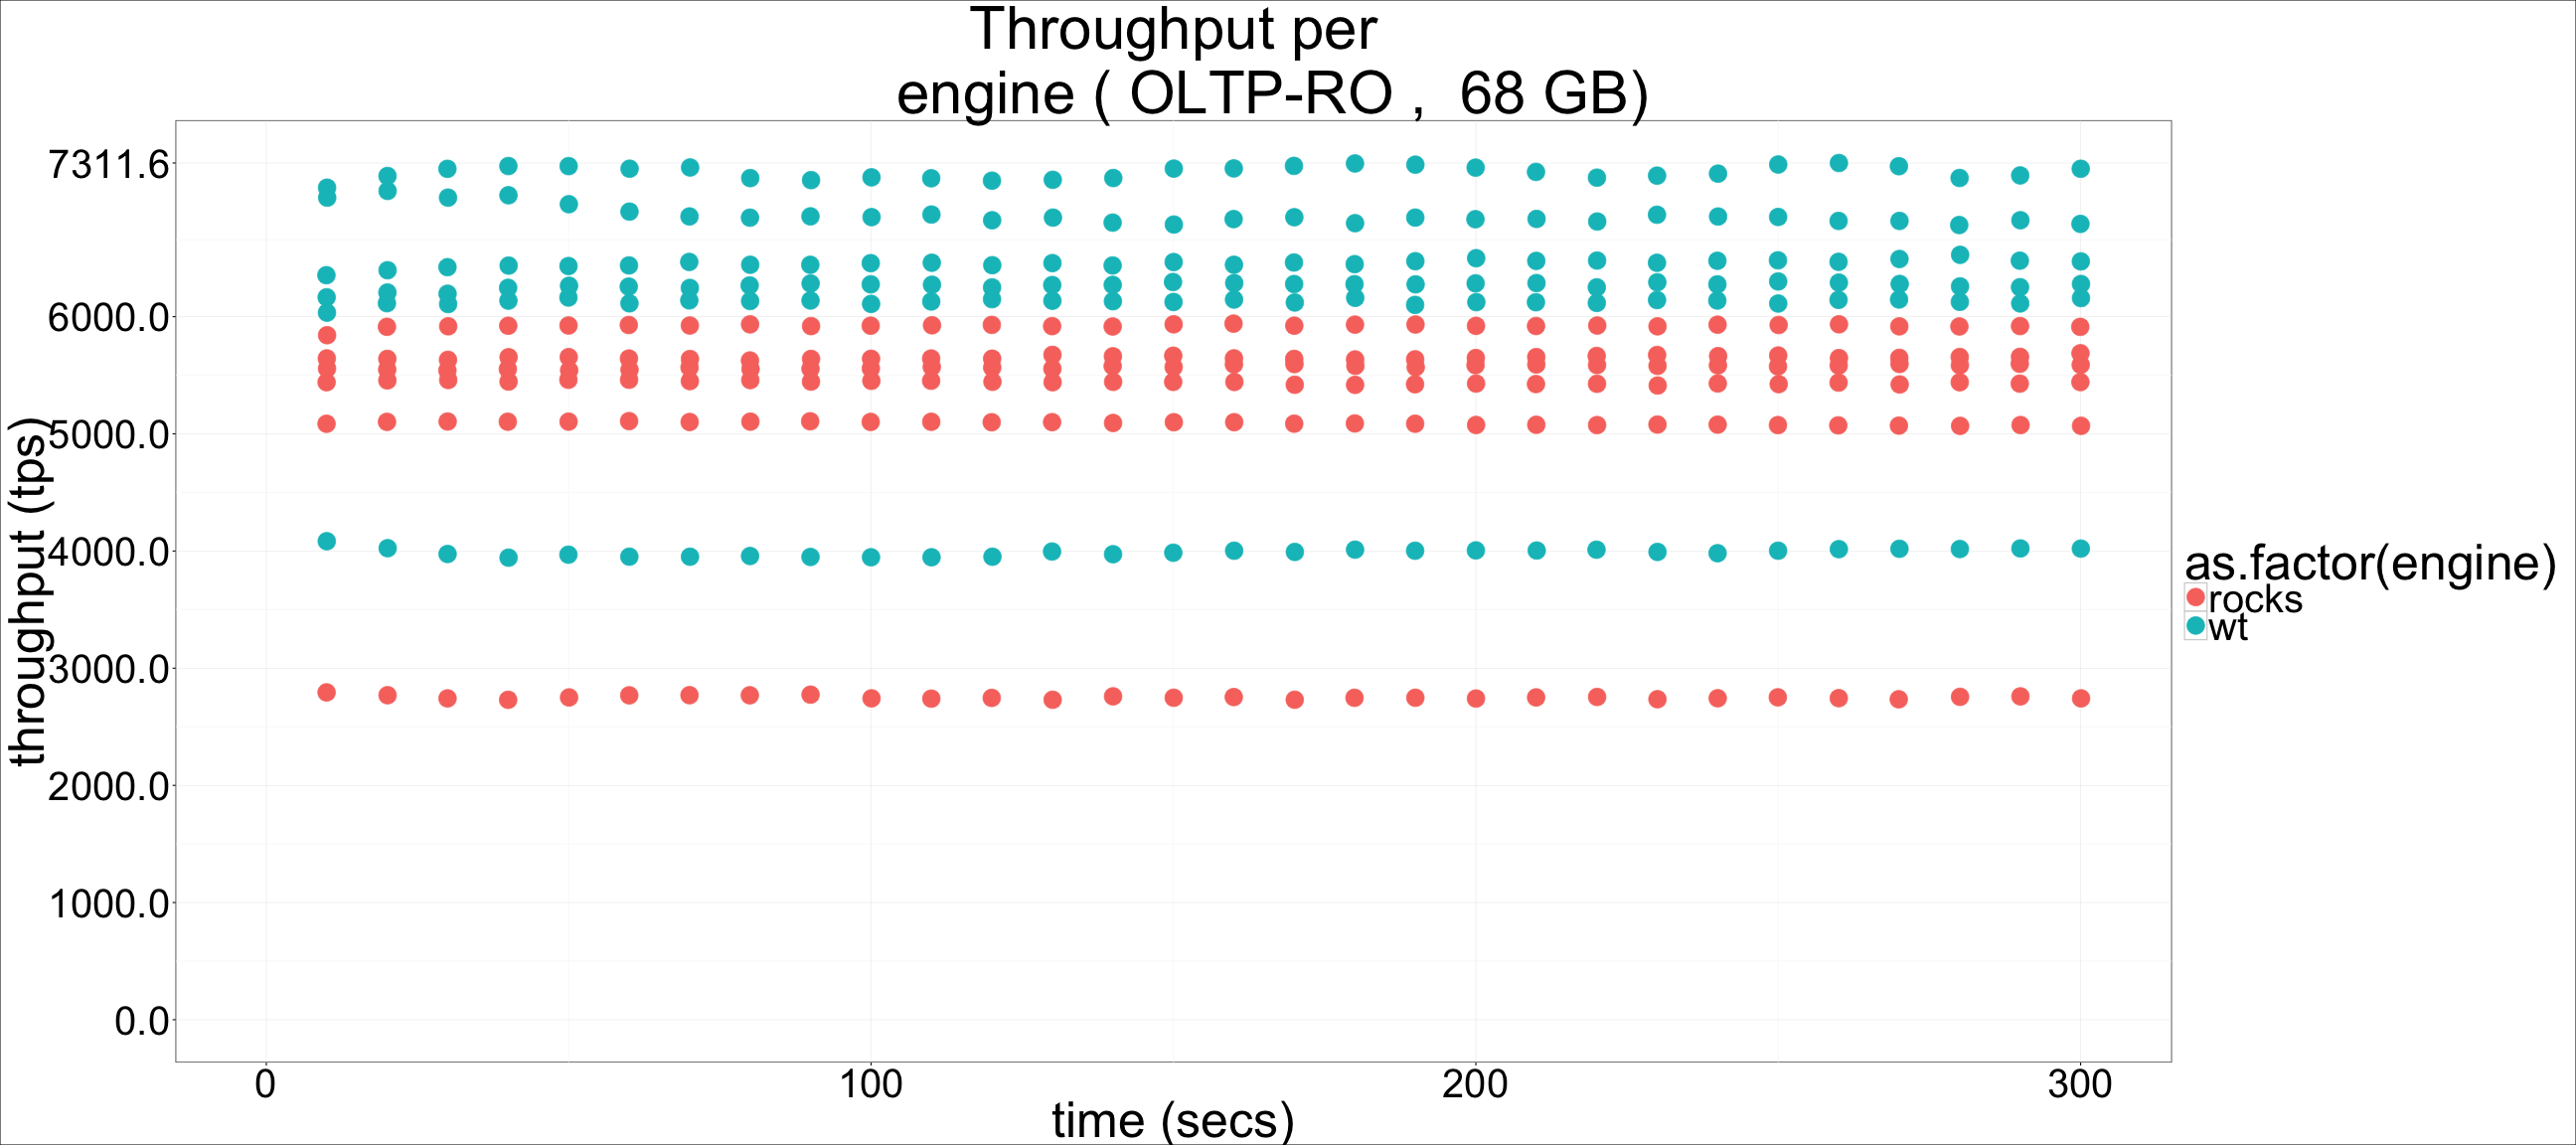 Throughput per
engine ( OLTP-RO ,  68 GB)
throughput (tps)
7311.6
6000.0
5000.0
4000.0
3000.0
2000.0
1000.0
0.0
0
100
200
300
time (secs)
as.factor(engine)
rocks
wt